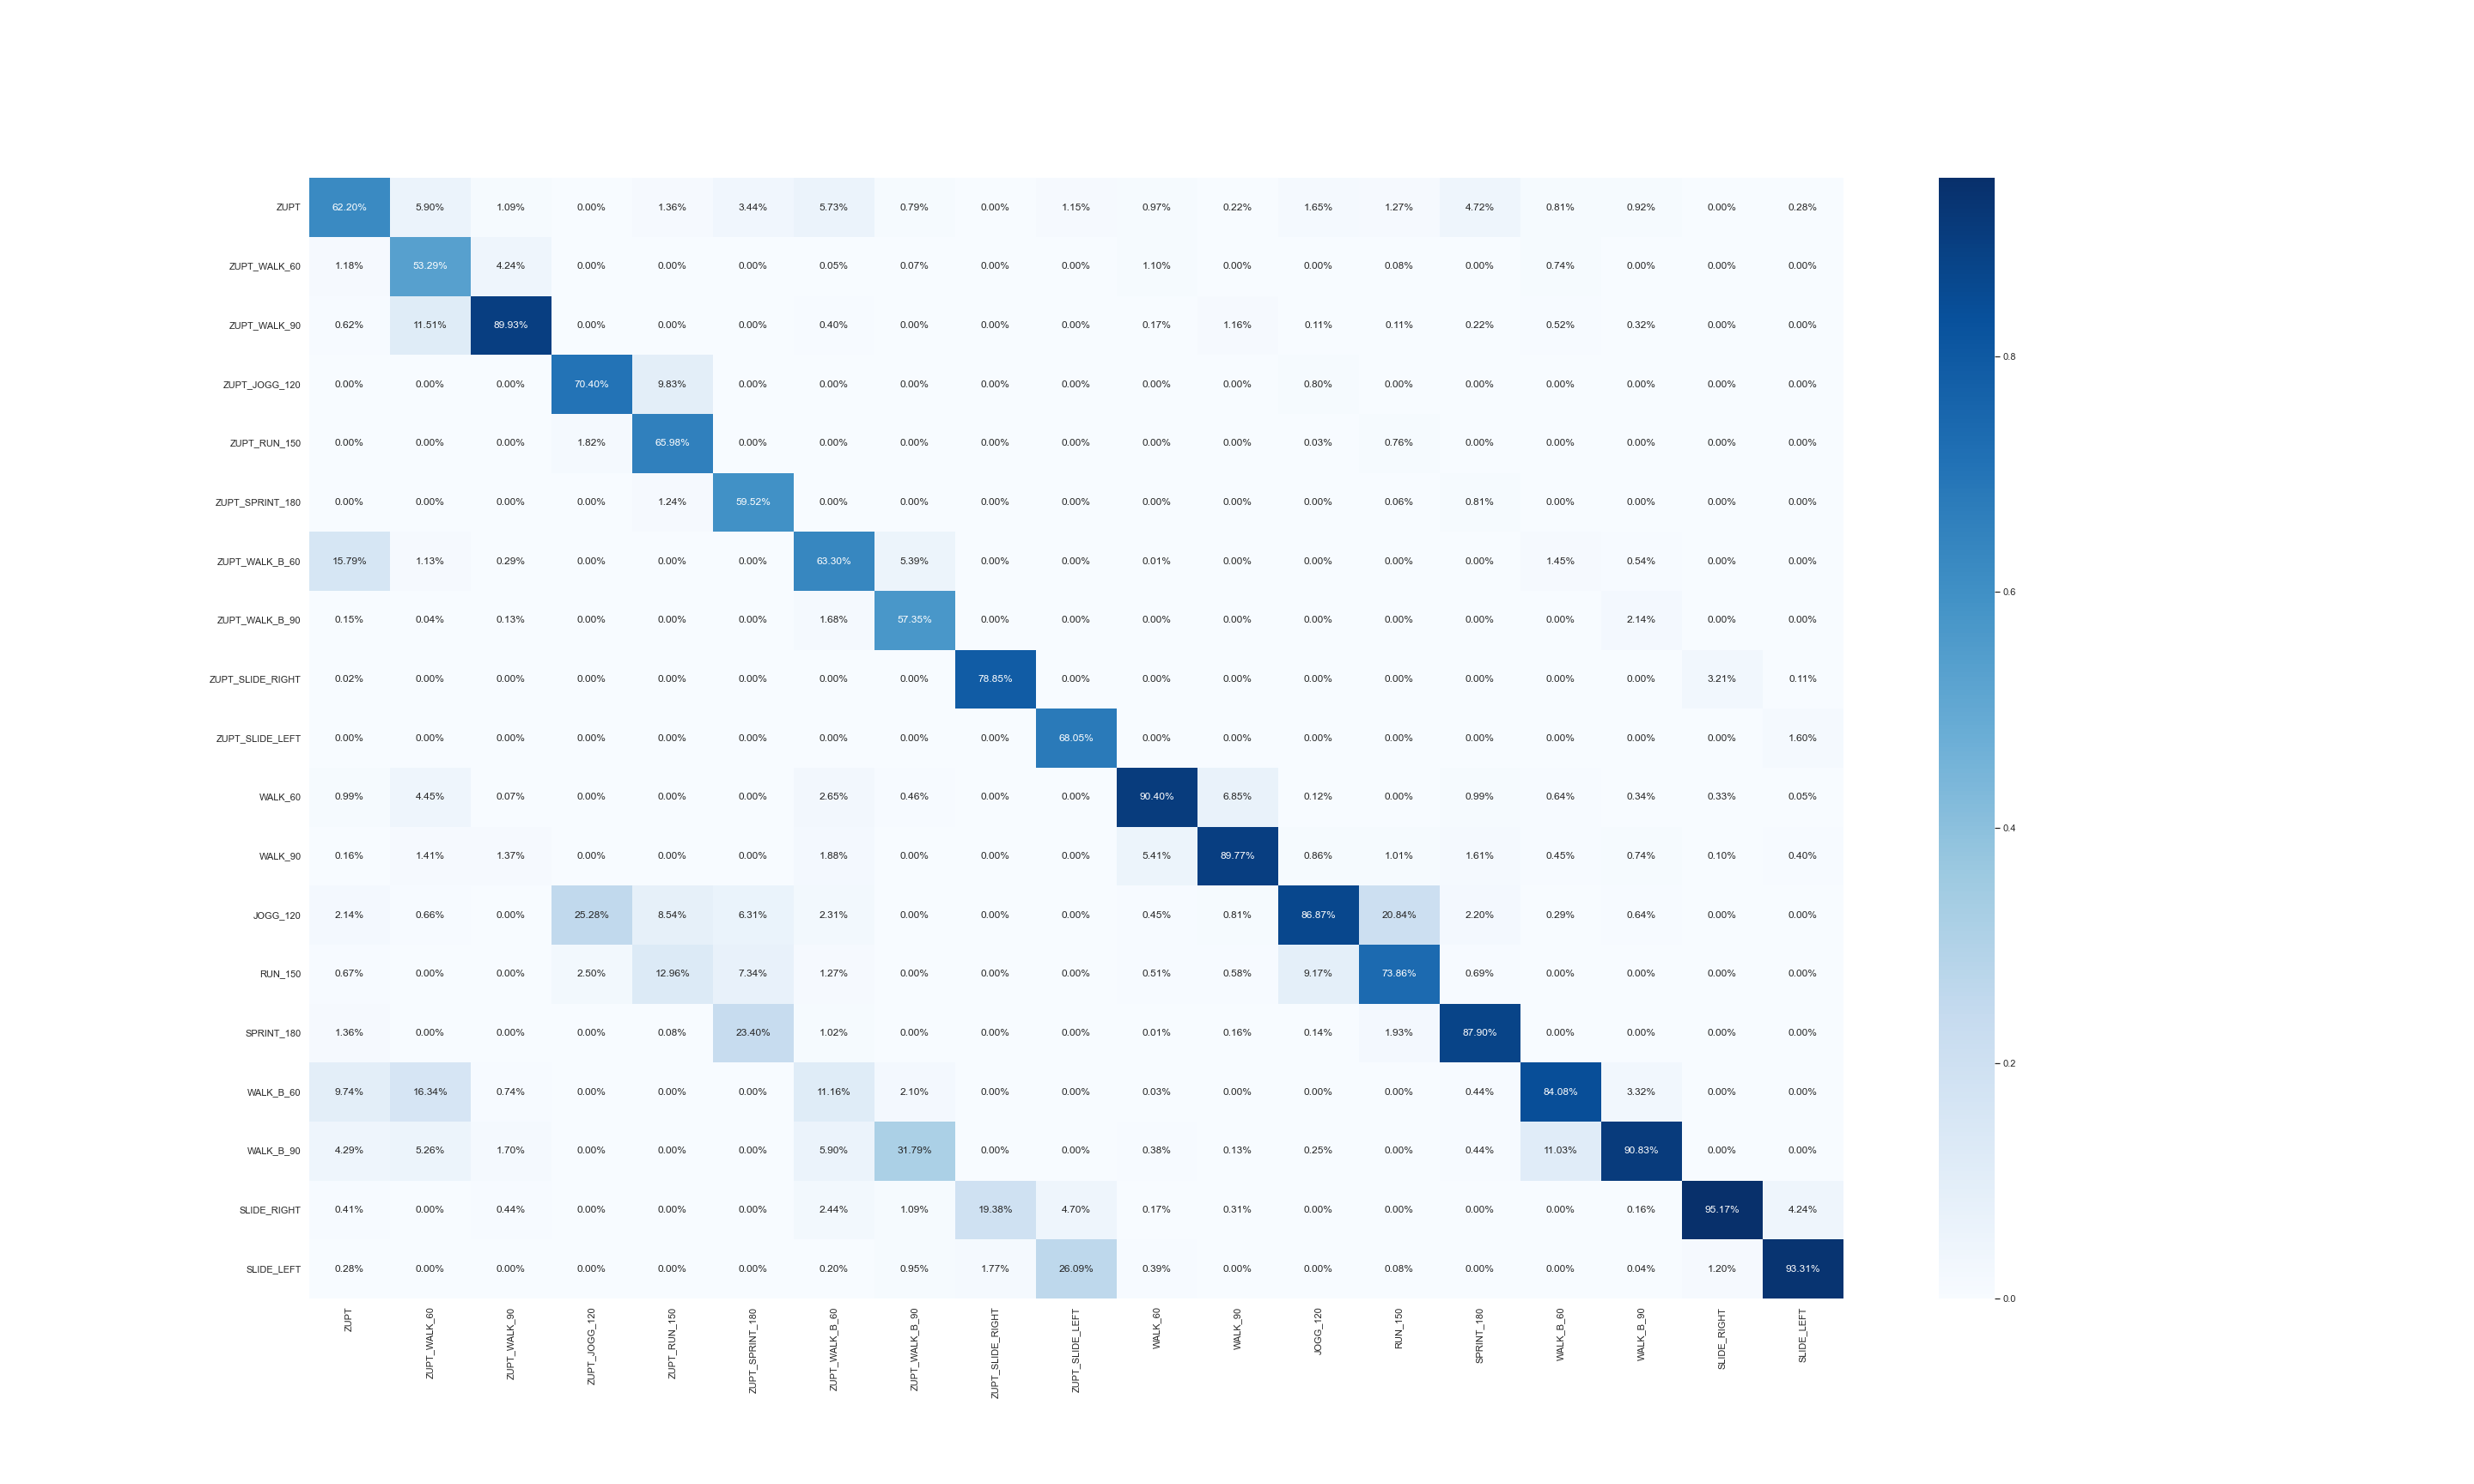 ZUPT 62.20% 5.90% 1.09% 0.00% 1.36% 3.44% 5.73% 0.79% 0.00% 1.15% 0.97% 0.22% 1.65% 1.27% 4.72% 0.81% 0.92% 0.00% 0.28%
ZUPT_WALK_60 1.18% 53.29% 4.24% 0.00% 0.00% 0.00% 0.05% 0.07% 0.00% 0.00% 1.10% 0.00% 0.00% 0.08% 0.00% 0.74% 0.00% 0.00% 0.00%
ZUPT_WALK_90 0.62% 11.51% 89.93% 0.00% 0.00% 0.00% 0.40% 0.00% 0.00% 0.00% 0.17% 1.16% 0.11% 0.11% 0.22% 0.52% 0.32% 0.00% 0.00%
ZUPT_JOGG_120 0.00% 0.00% 0.00% 70.40% 9.83% 0.00% 0.00% 0.00% 0.00% 0.00% 0.00% 0.00% 0.80% 0.00% 0.00% 0.00% 0.00% 0.00% 0.00%
0.8
ZUPT_RUN_150 0.00% 0.00% 0.00% 1.82% 65.98% 0.00% 0.00% 0.00% 0.00% 0.00% 0.00% 0.00% 0.03% 0.76% 0.00% 0.00% 0.00% 0.00% 0.00%
ZUPT_SPRINT_180 0.00% 0.00% 0.00% 0.00% 1.24% 59.52% 0.00% 0.00% 0.00% 0.00% 0.00% 0.00% 0.00% 0.06% 0.81% 0.00% 0.00% 0.00% 0.00%
ZUPT_WALK_B_60 15.79% 1.13% 0.29% 0.00% 0.00% 0.00% 63.30% 5.39% 0.00% 0.00% 0.01% 0.00% 0.00% 0.00% 0.00% 1.45% 0.54% 0.00% 0.00%
0.6
ZUPT_WALK_B_90 0.15% 0.04% 0.13% 0.00% 0.00% 0.00% 1.68% 57.35% 0.00% 0.00% 0.00% 0.00% 0.00% 0.00% 0.00% 0.00% 2.14% 0.00% 0.00%
ZUPT_SLIDE_RIGHT 0.02% 0.00% 0.00% 0.00% 0.00% 0.00% 0.00% 0.00% 78.85% 0.00% 0.00% 0.00% 0.00% 0.00% 0.00% 0.00% 0.00% 3.21% 0.11%
ZUPT_SLIDE_LEFT 0.00% 0.00% 0.00% 0.00% 0.00% 0.00% 0.00% 0.00% 0.00% 68.05% 0.00% 0.00% 0.00% 0.00% 0.00% 0.00% 0.00% 0.00% 1.60%
WALK_60 0.99% 4.45% 0.07% 0.00% 0.00% 0.00% 2.65% 0.46% 0.00% 0.00% 90.40% 6.85% 0.12% 0.00% 0.99% 0.64% 0.34% 0.33% 0.05%
0.4
WALK_90 0.16% 1.41% 1.37% 0.00% 0.00% 0.00% 1.88% 0.00% 0.00% 0.00% 5.41% 89.77% 0.86% 1.01% 1.61% 0.45% 0.74% 0.10% 0.40%
JOGG_120 2.14% 0.66% 0.00% 25.28% 8.54% 6.31% 2.31% 0.00% 0.00% 0.00% 0.45% 0.81% 86.87% 20.84% 2.20% 0.29% 0.64% 0.00% 0.00%
RUN_150 0.67% 0.00% 0.00% 2.50% 12.96% 7.34% 1.27% 0.00% 0.00% 0.00% 0.51% 0.58% 9.17% 73.86% 0.69% 0.00% 0.00% 0.00% 0.00%
SPRINT_180 1.36% 0.00% 0.00% 0.00% 0.08% 23.40% 1.02% 0.00% 0.00% 0.00% 0.01% 0.16% 0.14% 1.93% 87.90% 0.00% 0.00% 0.00% 0.00%
0.2
WALK_B_60 9.74% 16.34% 0.74% 0.00% 0.00% 0.00% 11.16% 2.10% 0.00% 0.00% 0.03% 0.00% 0.00% 0.00% 0.44% 84.08% 3.32% 0.00% 0.00%
WALK_B_90 4.29% 5.26% 1.70% 0.00% 0.00% 0.00% 5.90% 31.79% 0.00% 0.00% 0.38% 0.13% 0.25% 0.00% 0.44% 11.03% 90.83% 0.00% 0.00%
SLIDE_RIGHT 0.41% 0.00% 0.44% 0.00% 0.00% 0.00% 2.44% 1.09% 19.38% 4.70% 0.17% 0.31% 0.00% 0.00% 0.00% 0.00% 0.16% 95.17% 4.24%
SLIDE_LEFT 0.28% 0.00% 0.00% 0.00% 0.00% 0.00% 0.20% 0.95% 1.77% 26.09% 0.39% 0.00% 0.00% 0.08% 0.00% 0.00% 0.04% 1.20% 93.31%
0.0
ZUPT
ZUPT_WALK_60
ZUPT_WALK_90
ZUPT_JOGG_120
ZUPT_RUN_150
ZUPT_SPRINT_180
ZUPT_WALK_B_60
ZUPT_WALK_B_90
ZUPT_SLIDE_RIGHT
ZUPT_SLIDE_LEFT
WALK_60
WALK_90
JOGG_120
RUN_150
SPRINT_180
WALK_B_60
WALK_B_90
SLIDE_RIGHT
SLIDE_LEFT